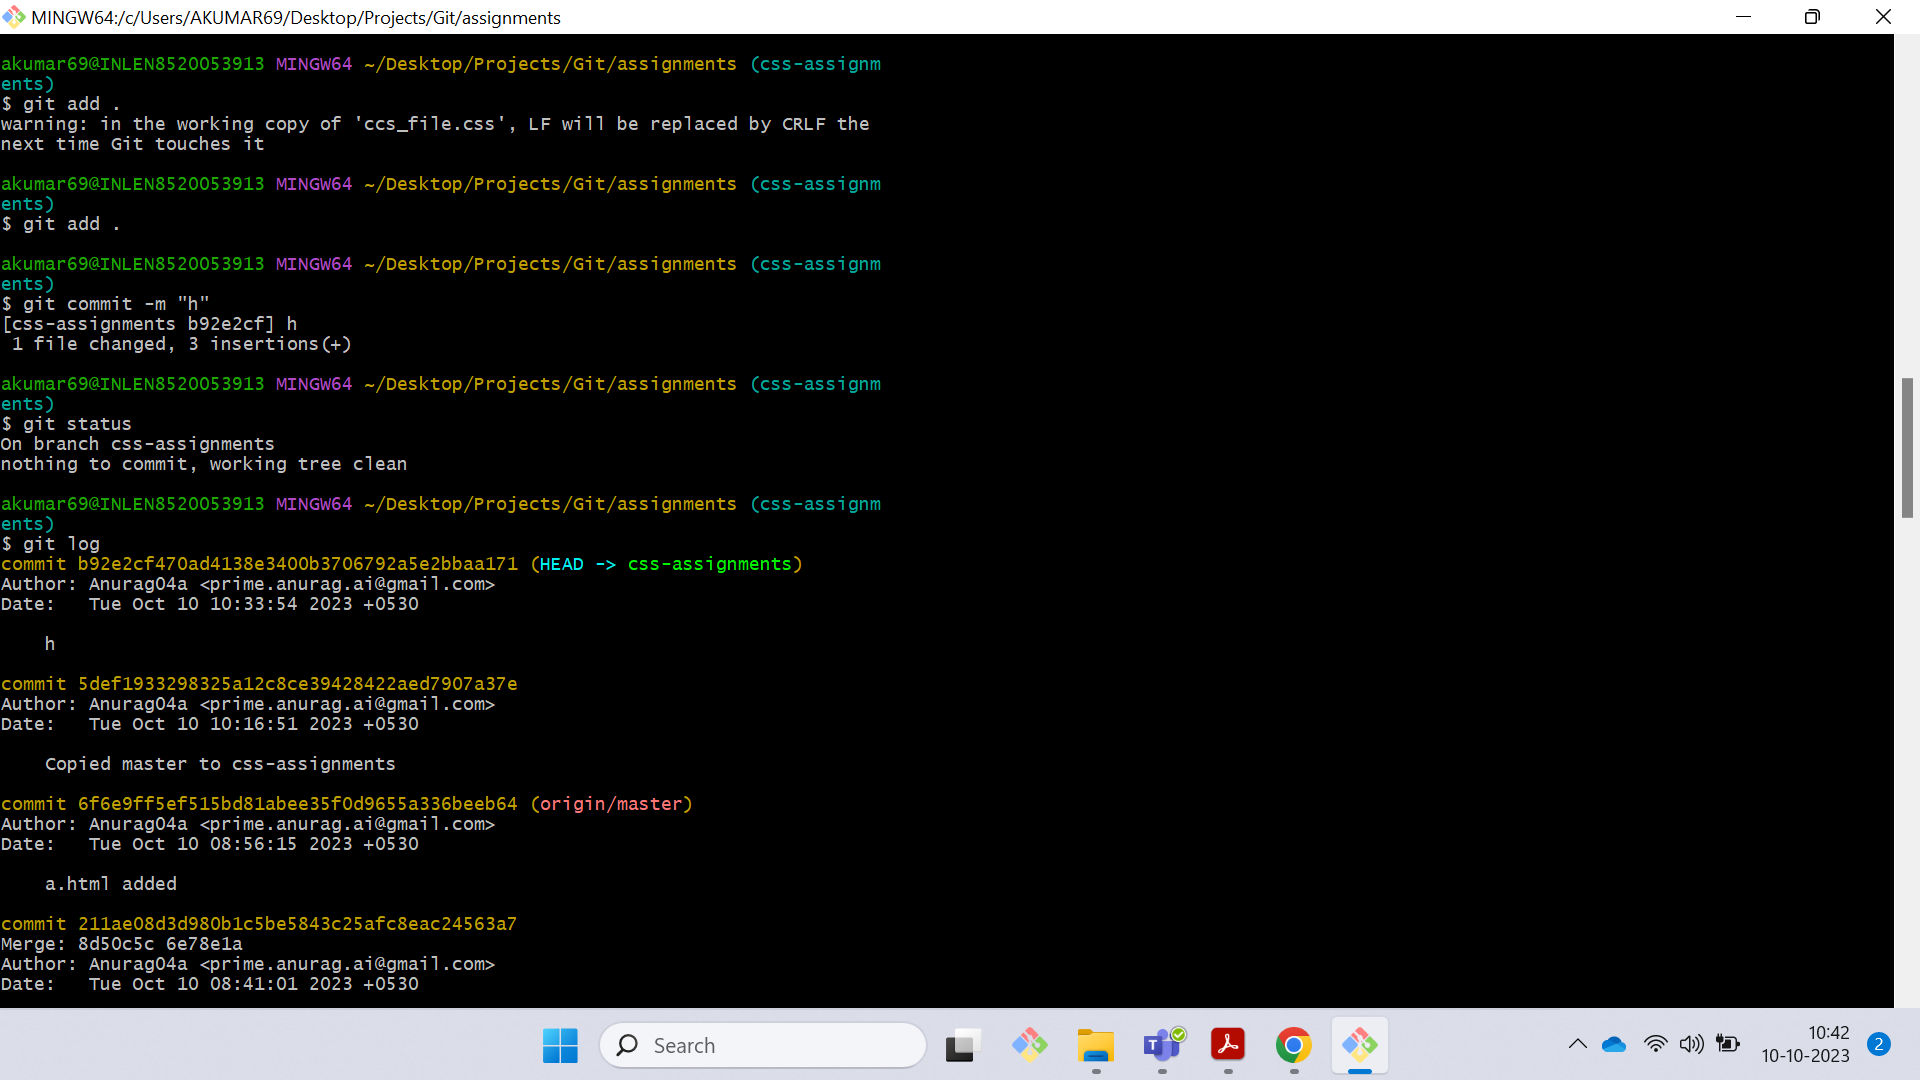 MINGW64:/c/Users/AKUMAR69/Desktop/Projects/Git/assignments
akumar69@INLEN8520053913 MINGW64 ~/Desktop/Projects/Git/assignments (css-assignm
ents)
$ git add .
warning: in the working copy of 'ccs_file.css', LF will be replaced by CRLF the
next time Git touches it
akumar69@INLEN8520053913 MINGW64 ~/Desktop/Projects/Git/assignments (css-assignm
ents)
$ git add .
akumar69@INLEN8520053913 MINGW64 ~/Desktop/Projects/Git/assignments (css-assignm
ents)
$ git commit -m "h"
[css-assignments b92e2cf] h
 1 file changed, 3 insertions(+)
akumar69@INLEN8520053913 MINGW64 ~/Desktop/Projects/Git/assignments (css-assignm
ents)
$ git status
On branch css-assignments
nothing to commit, working tree clean
akumar69@INLEN8520053913 MINGW64 ~/Desktop/Projects/Git/assignments (css-assignm
ents)
$ git log
commit b92e2cf470ad4138e3400b3706792a5e2bbaa171 (HEAD -> css-assignments)
Author: Anurag04a <prime.anurag.ai@gmail.com>
Date:   Tue Oct 10 10:33:54 2023 +0530
    h
commit 5def1933298325a12c8ce39428422aed7907a37e
Author: Anurag04a <prime.anurag.ai@gmail.com>
Date:   Tue Oct 10 10:16:51 2023 +0530
    Copied master to css-assignments
commit 6f6e9ff5ef515bd81abee35f0d9655a336beeb64 (origin/master)
Author: Anurag04a <prime.anurag.ai@gmail.com>
Date:   Tue Oct 10 08:56:15 2023 +0530
    a.html added
commit 211ae08d3d980b1c5be5843c25afc8eac24563a7
Merge: 8d50c5c 6e78e1a
Author: Anurag04a <prime.anurag.ai@gmail.com>
Date:   Tue Oct 10 08:41:01 2023 +0530
Search
T
10:42
10-10-2023
2